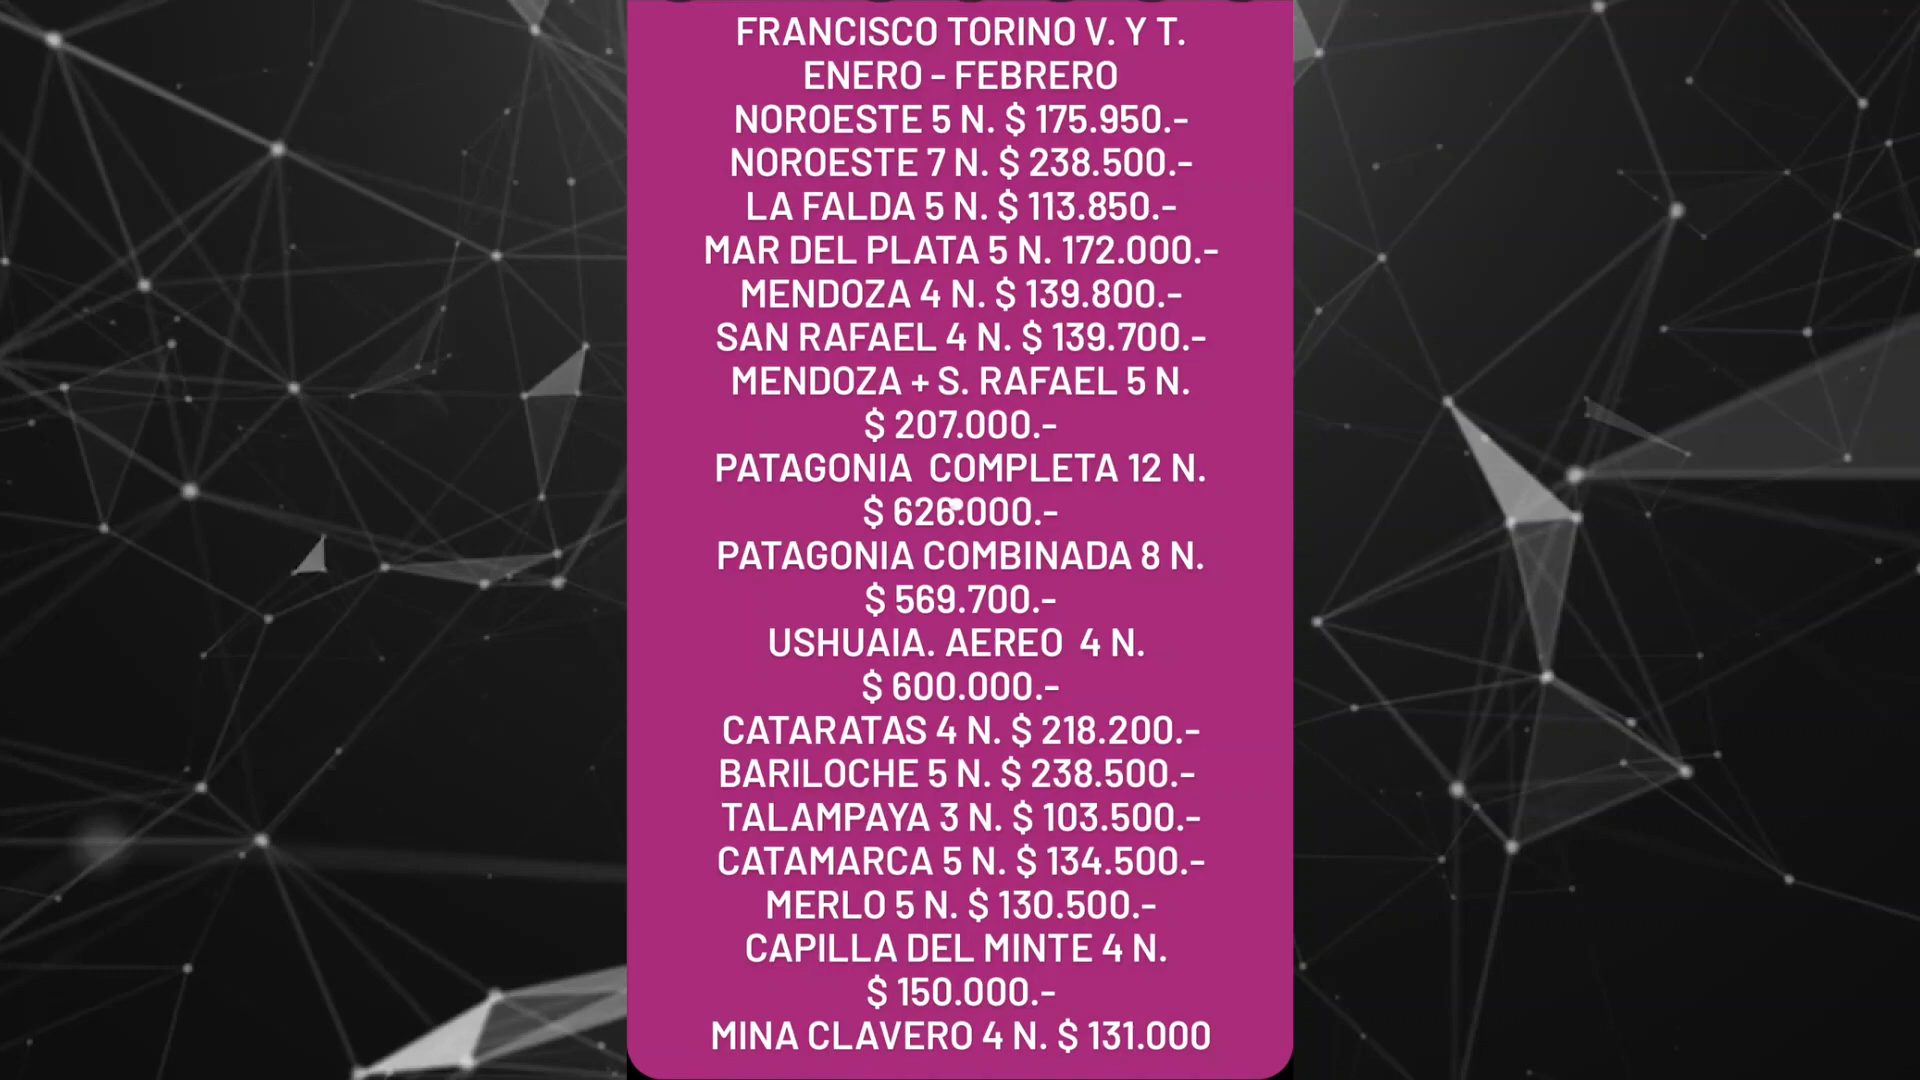 FRANCISCO TORINO V. Y T.
ENERO - FEBRERO
NOROESTE 5 N. $ 175.950.-
NOROESTE 7 N. $ 238.500.-
LA FALDA 5 N. $ 113.850.-
MAR DEL PLATA 5 N. 172.000.-
MENDOZA 4 N. $ 139.800.-
SAN RAFAEL 4 N. $ 139.700.-
MENDOZA + S. RAFAEL 5 N.
$ 207.000.-
PATAGONIA COMPLETA 12 N.
$ 626.000.-
PATAGONIA COMBINADA 8 N.
$ 569.700.-
USHUAIA. AEREO 4 N.
$ 600.000.-
CATARATAS 4 N. $ 218.200.-
BARILOCHE 5 N. $ 238.500.-
TALAMPAYA 3 N. $ 103.500.-
CATAMARCA 5 N. $ 134.500.-
MERLO 5 N. $ 130.500.-
CAPILLA DEL MINTE 4 N.
$ 150.000.-
MINA CLAVERO 4 N. $ 131.000